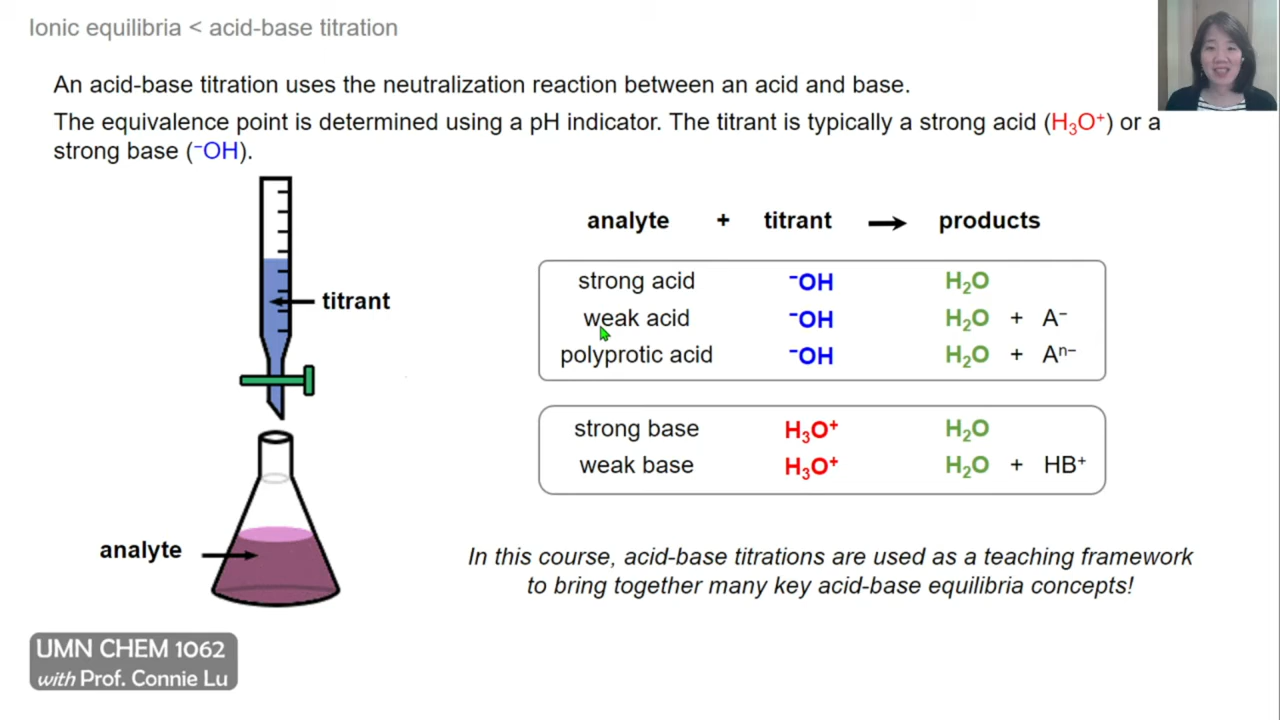 Ionic equilibria < acid-base titration
An acid-base titration uses the neutralization reaction between an acid and base.
The equivalence point is determined using a pH indicator. The titrant is typically a strong acid (H₃O⁺) or a
strong base (⁻OH).
titrant
analyte
analyte + titrant → products
strong acid ⁻OH H₂O
weak acid ⁻OH H₂O + A⁻
polyprotic acid ⁻OH H₂O + Aⁿ⁻
strong base H₃O⁺ H₂O
weak base H₃O⁺ H₂O + HB⁺
In this course, acid-base titrations are used as a teaching framework
to bring together many key acid-base equilibria concepts!
UMN CHEM 1062
with Prof. Connie Lu